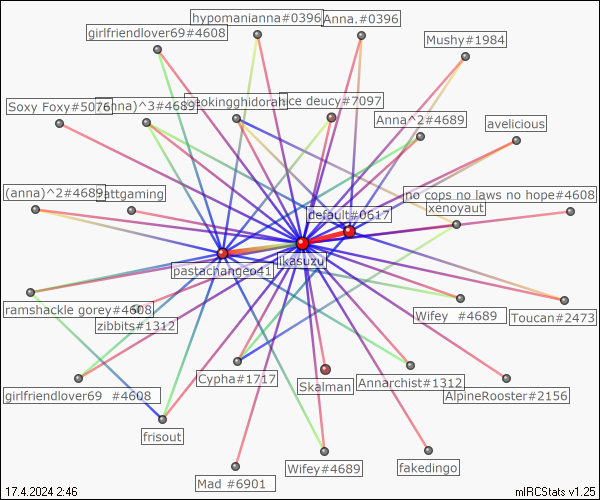 hypomanianna#0396
Anna.#0396
girlfriendlover69#4608
Mushy#1984
Soxy Foxy#5076
nna)^3#4689
eokingghidorah
ice deucy#7097
Anna^2#4689
avelicious
(anna)^2#4689
attgaming
no cops no laws no hope#4608
xenoyaut
default#0617
ikasuzu
pastachangeo41
ramshackle gorey#4608
zibbits#1312
Wifey #4689
Toucan#2473
girlfriendlover69 #4608
Cypha#1717
Skalman
Annarchist#1312
AlpineRooster#2156
frisout
Mad #6901
Wifey#4689
fakedingo
17.4.2024 2:46
mIRCStats v1.25